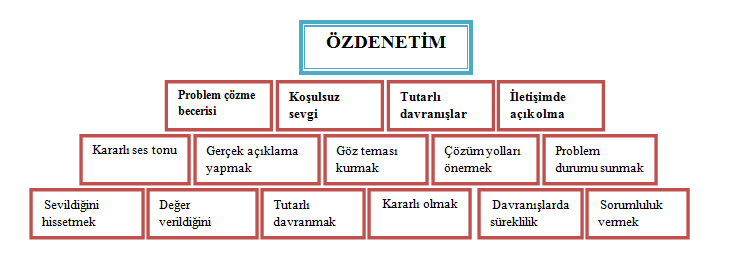 ÖZDENETİM
Problem çözme
becerisi
Koşulsuz
sevgi
Tutarlı
davranışlar
İletişimde
açık olma
Kararlı ses tonu
Gerçek açıklama
yapmak
Göz teması
kurmak
Çözüm yolları
önermek
Problem
durumu sunmak
Sevildiğini
hissetmek
Değer
verildiğini
Tutarlı
davranmak
Kararlı olmak
Davranışlarda
süreklilik
Sorumluluk
vermek